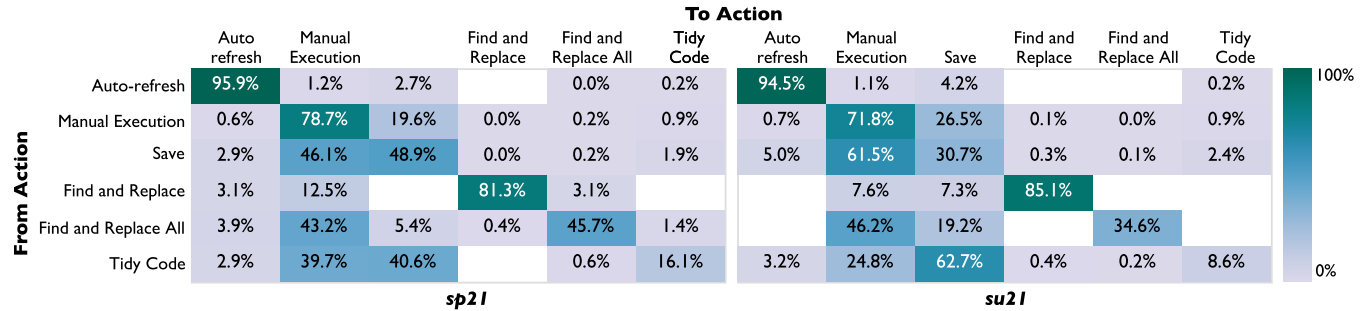 To Action
Auto refresh Manual Execution Find and Replace Find and Replace All Tidy Code Auto refresh Manual Execution Save Find and Replace Find and Replace All Tidy Code
From Action
Auto-refresh 95.9% 1.2% 2.7% 0.0% 0.2% 94.5% 1.1% 4.2% 0.2% 100%
Manual Execution 0.6% 78.7% 19.6% 0.0% 0.2% 0.9% 0.7% 71.8% 26.5% 0.1% 0.0% 0.9%
Save 2.9% 46.1% 48.9% 0.0% 0.2% 1.9% 5.0% 61.5% 30.7% 0.3% 0.1% 2.4%
Find and Replace 3.1% 12.5% 81.3% 3.1% 7.6% 7.3% 85.1%
Find and Replace All 3.9% 43.2% 5.4% 0.4% 45.7% 1.4% 46.2% 19.2% 34.6%
Tidy Code 2.9% 39.7% 40.6% 0.6% 16.1% 3.2% 24.8% 62.7% 0.4% 0.2% 8.6% 0%
sp21 su21